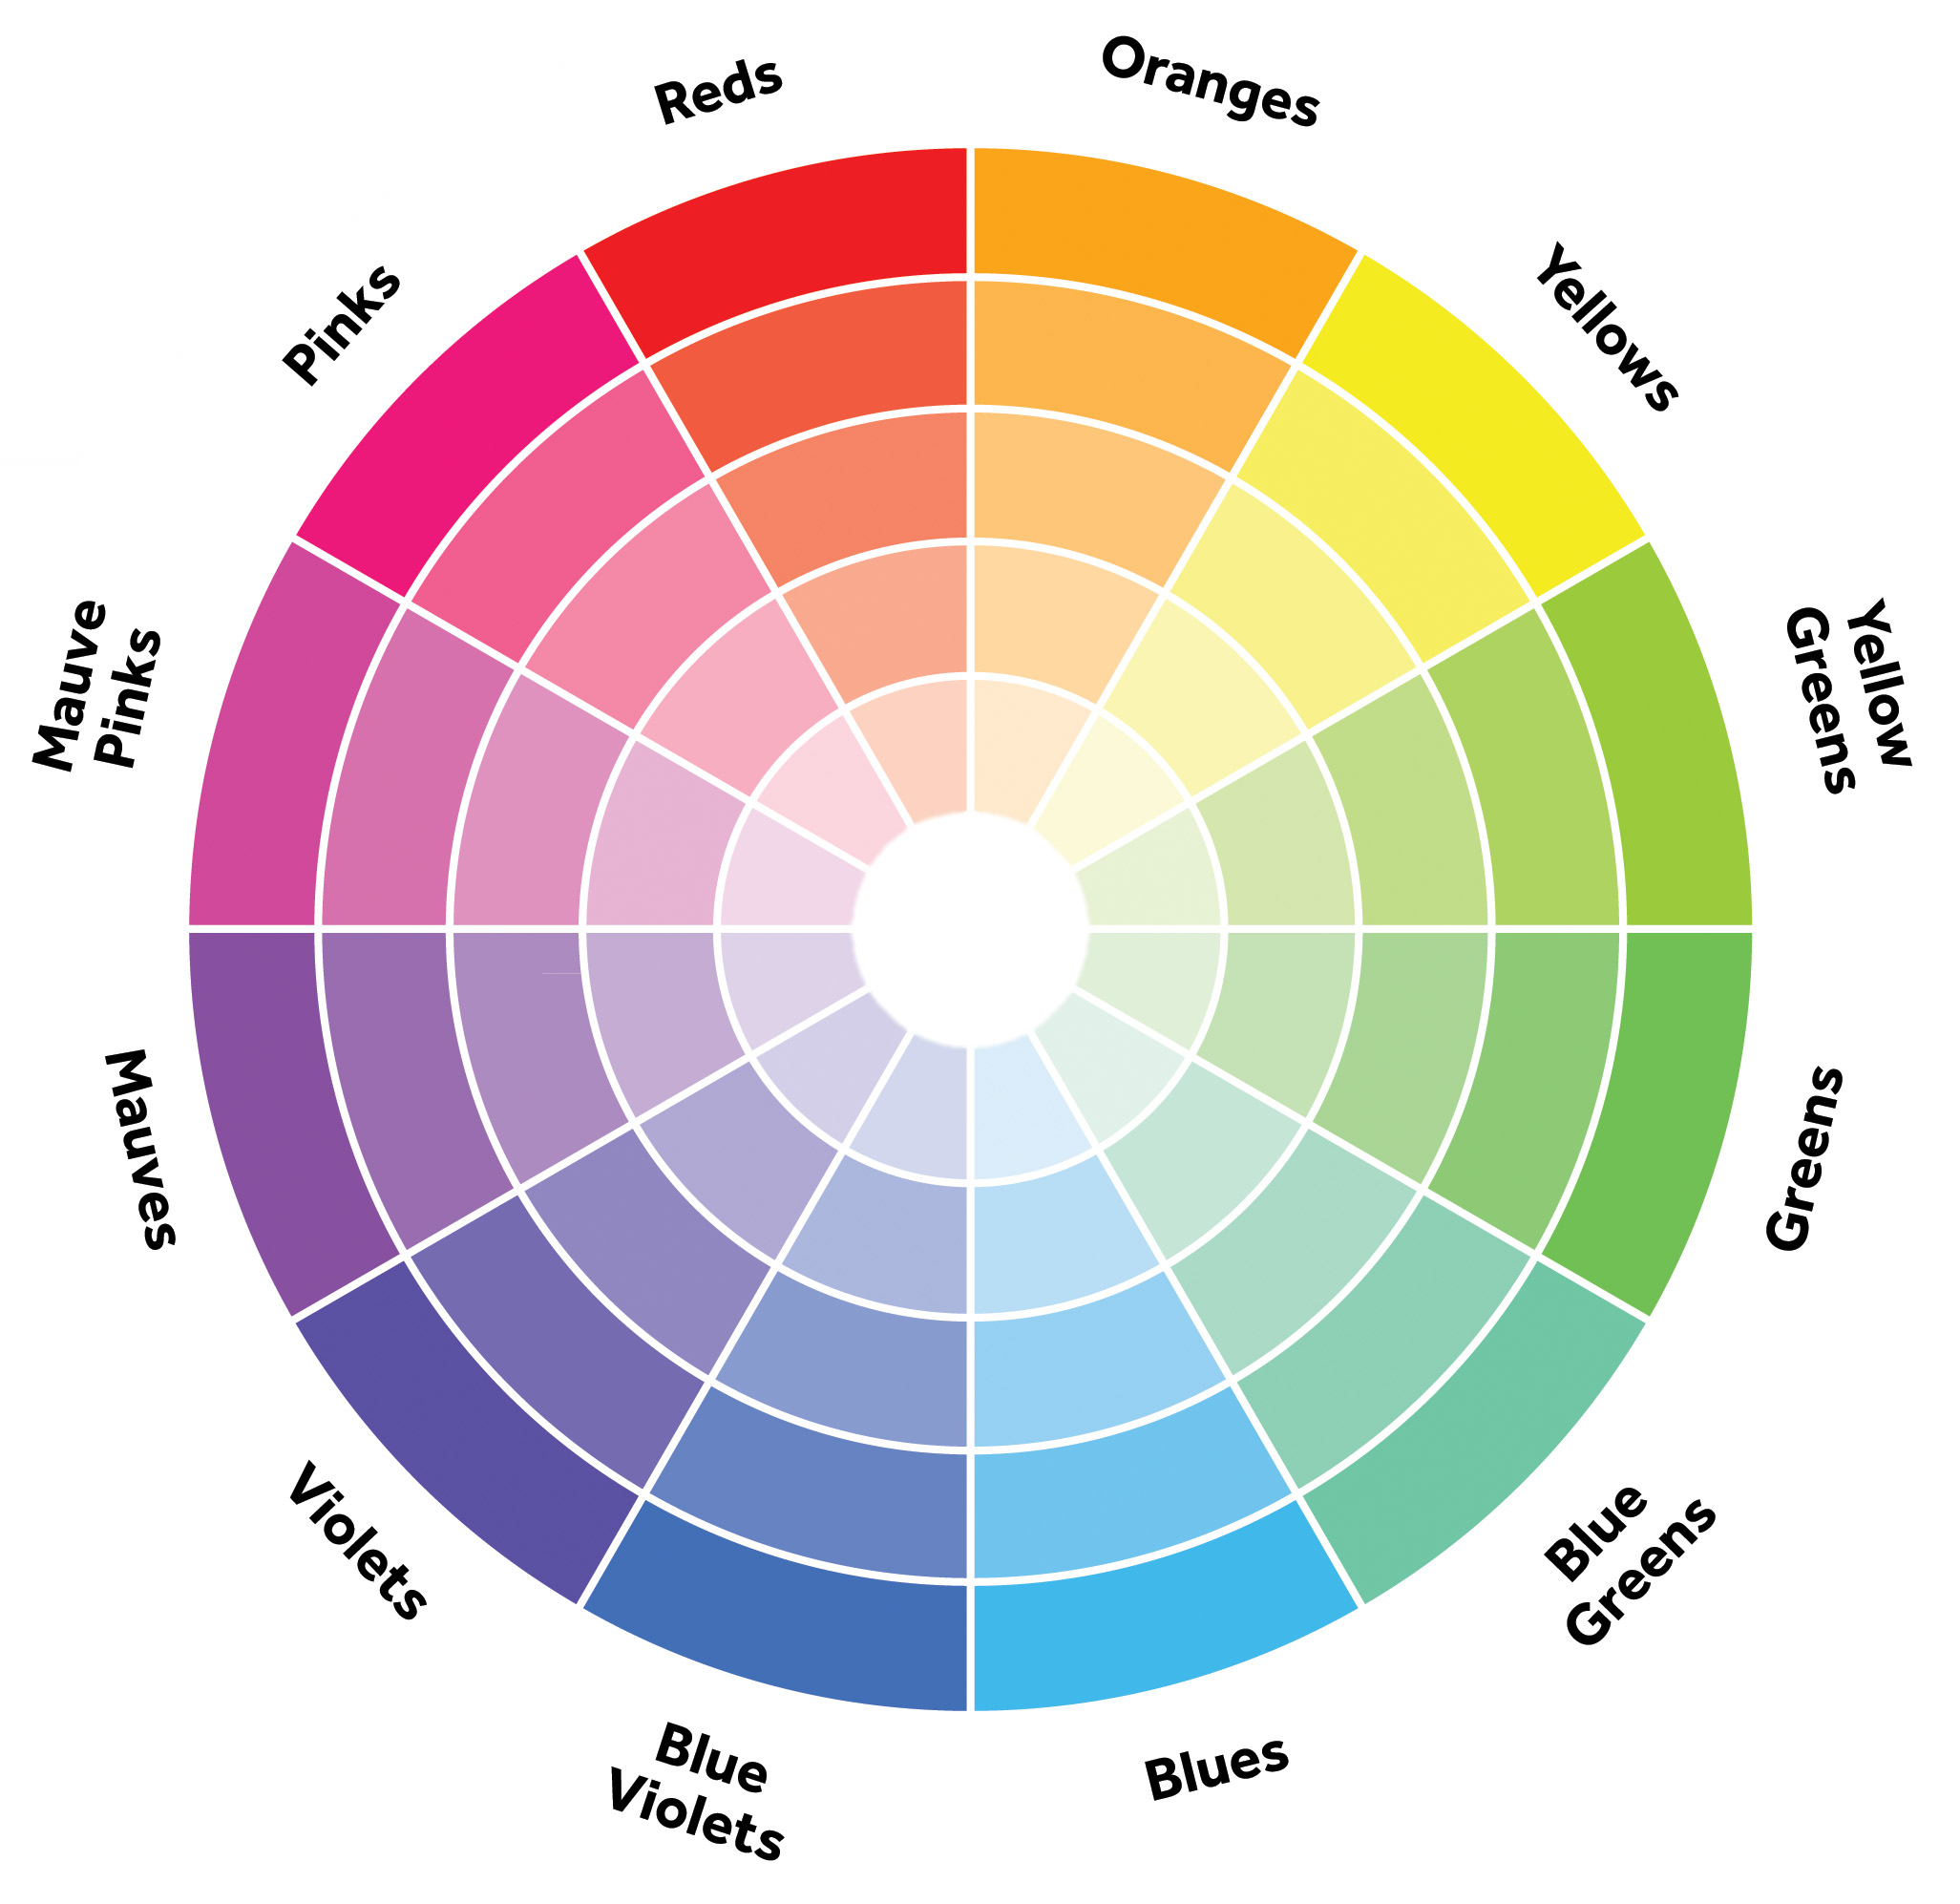 Reds
Oranges
Yellows
Yellow
Greens
Greens
Blue
Greens
Blues
Blue
Violets
Violets
Mauves
Mauve
Pinks
Pinks